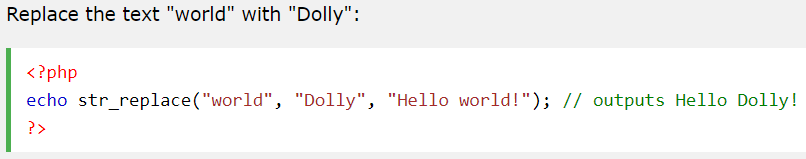 Replace the text "world" with "Dolly":
<?php
echo str_replace("world", "Dolly", "Hello world!"); // outputs Hello Dolly!
?>